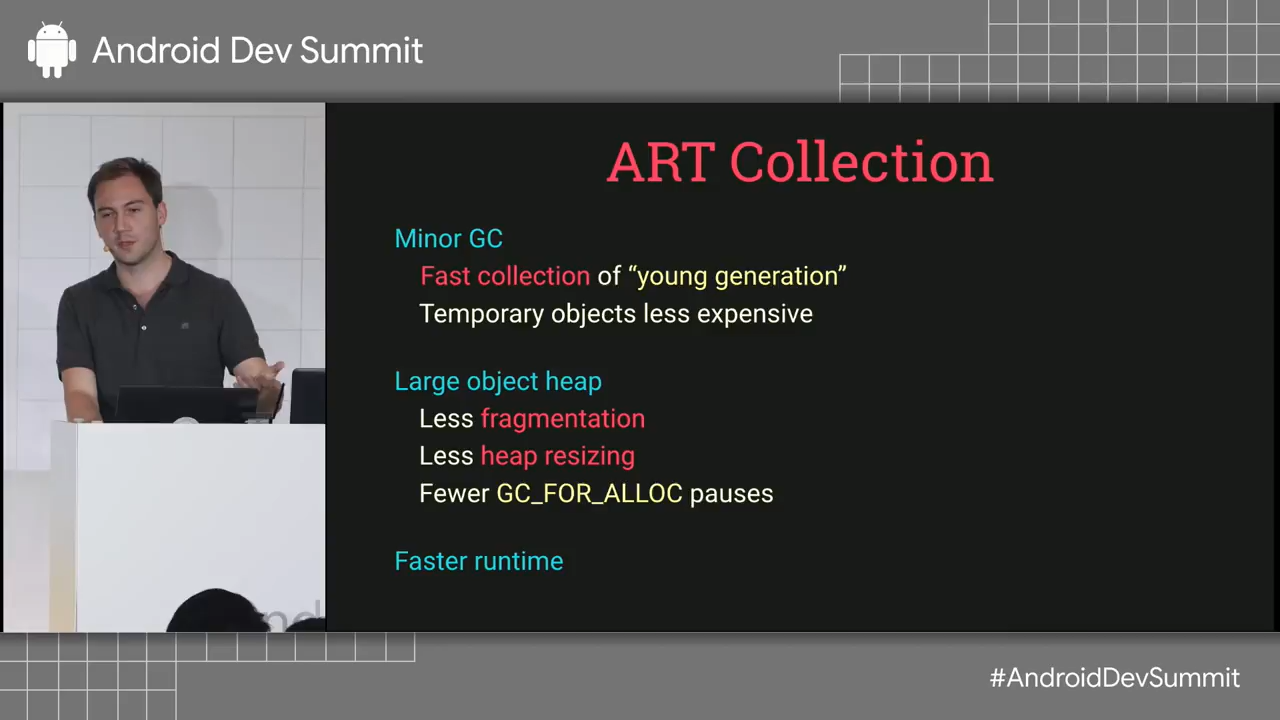 Android Dev Summit
ART Collection
Minor GC
Fast collection of “young generation”
Temporary objects less expensive
Large object heap
Less fragmentation
Less heap resizing
Fewer GC_FOR_ALLOC pauses
Faster runtime
#AndroidDevSummit